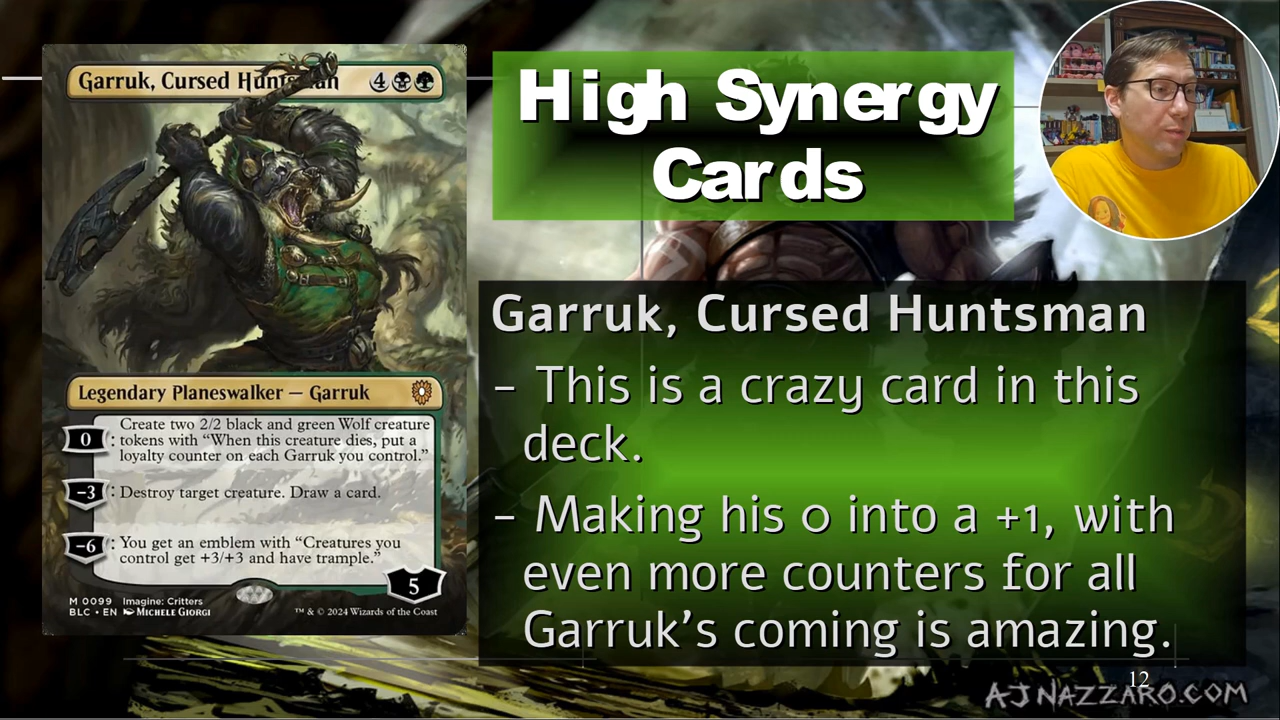 Garruk, Cursed Huntsman 4
Legendary Planeswalker — Garruk
0 : Create two 2/2 black and green Wolf creature
tokens with “When this creature dies, put a
loyalty counter on each Garruk you control.”
−3 : Destroy target creature. Draw a card.
−6 : You get an emblem with “Creatures you
control get +3/+3 and have trample.”
5
M 0099 Imagine: Critters
BLC • EN MICHELE GIORGI
™ & © 2024 Wizards of the Coast
High Synergy
Cards
Garruk, Cursed Huntsman
– This is a crazy card in this
deck.
– Making his 0 into a +1, with
even more counters for all
Garruk’s coming is amazing.
12
AJNAZZARO.COM